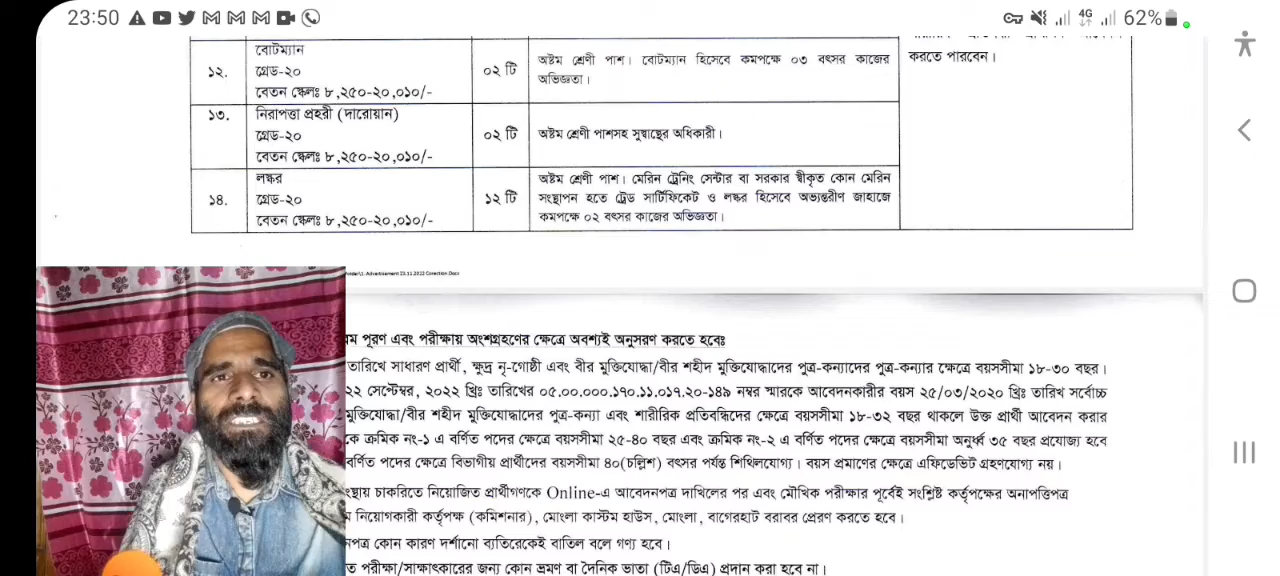 23:50
4G
62%
করতে পারবেন।
১২.
বোটম্যান
গ্রেড-২০
বেতন স্কেলঃ ৮,২৫০-২০,০১০/-
০২ টি
অষ্টম শ্রেণী পাশ। বোটম্যান হিসেবে কমপক্ষে ০৩ বৎসর কাজের
অভিজ্ঞতা।
১৩.
নিরাপত্তা প্রহরী (দারোয়ান)
গ্রেড-২০
বেতন স্কেলঃ ৮,২৫০-২০,০১০/-
০২ টি
অষ্টম শ্রেণী পাশসহ সুস্বাস্থের অধিকারী।
১৪.
লস্কর
গ্রেড-২০
বেতন স্কেলঃ ৮,২৫০-২০,০১০/-
১২ টি
অষ্টম শ্রেণী পাশ। মেরিন ট্রেনিং সেন্টার বা সরকার স্বীকৃত কোন মেরিন
সংস্থাপন হতে ট্রেড সার্টিফিকেট ও লস্কর হিসেবে অভ্যন্তরীণ জাহাজে
কমপক্ষে ০২ বৎসর কাজের অভিজ্ঞতা।
Advertisement 23.11.2022 Corection.Docx
পূরণ এবং পরীক্ষায় অংশগ্রহণের ক্ষেত্রে অবশ্যই অনুসরণ করতে হবেঃ
তারিখে সাধারণ প্রার্থী, ক্ষুদ্র নৃ-গোষ্ঠী এবং বীর মুক্তিযোদ্ধা/বীর শহীদ মুক্তিযোদ্ধাদের পুত্র-কন্যাদের পুত্র-কন্যার ক্ষেত্রে বয়সসীমা ১৮-৩০ বছর।
২২ সেপ্টেম্বর, ২০২২ খ্রিঃ তারিখের ০৫.০০.০০০০.১৭০.১১.০১৭.২০-১৪৯ নম্বর স্মারকে আবেদনকারীর বয়স ২৫/০৩/২০২০ খ্রিঃ তারিখ সর্বোচ্চ
মুক্তিযোদ্ধা/বীর শহীদ মুক্তিযোদ্ধাদের পুত্র-কন্যা এবং শারীরিক প্রতিবন্ধিদের ক্ষেত্রে বয়সসীমা ১৮-৩২ বছর থাকলে উক্ত প্রার্থী আবেদন করার
কে ক্রমিক নং-১ এ বর্ণিত পদের ক্ষেত্রে বয়সসীমা ২৫-৪০ বছর এবং ক্রমিক নং-২ এ বর্ণিত পদের ক্ষেত্রে বয়সসীমা অনুর্ধ্ব ৩৫ বছর প্রযোজ্য হবে
বর্ণিত পদের ক্ষেত্রে বিভাগীয় প্রার্থীদের বয়সসীমা ৪০(চল্লিশ) বৎসর পর্যন্ত শিথিলযোগ্য। বয়স প্রমাণের ক্ষেত্রে এফিডেভিট গ্রহণযোগ্য নয়।
ংস্থায় চাকরিতে নিয়োজিত প্রার্থীগণকে Online-এ আবেদনপত্র দাখিলের পর এবং মৌখিক পরীক্ষার পূর্বেই সংশ্লিষ্ট কর্তৃপক্ষের অনাপত্তিপত্র
নিয়োগকারী কর্তৃপক্ষ (কমিশনার), মোংলা কাস্টম হাউস, মোংলা, বাগেরহাট বরাবর প্রেরণ করতে হবে।
নপত্র কোন কারণ দর্শানো ব্যতিরেকেই বাতিল বলে গণ্য হবে।
ত পরীক্ষা/সাক্ষাৎকারের জন্য কোন ভ্রমণ বা দৈনিক ভাতা (টিএ/ডিএ) প্রদান করা হবে না।